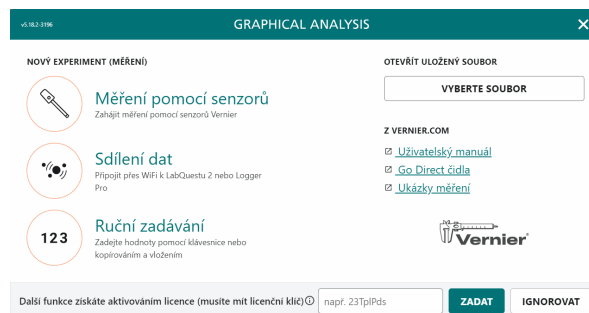 v5.18.2-3196
GRAPHICAL ANALYSIS
NOVÝ EXPERIMENT (MĚŘENÍ)
Měření pomocí senzorů
Zahájit měření pomocí senzorů Vernier
Sdílení dat
Připojit přes WiFi k LabQuestu 2 nebo Logger
Pro
123
Ruční zadávání
Zadejte hodnoty pomocí klávesnice nebo
kopírováním a vložením
OTEVŘÍT ULOŽENÝ SOUBOR
VYBERTE SOUBOR
Z VERNIER.COM
Uživatelský manuál
Go Direct čidla
Ukázky měření
Vernier
Další funkce získáte aktivováním licence (musíte mít licenční klíč)
např. 23TplPds
ZADAT
IGNOROVAT